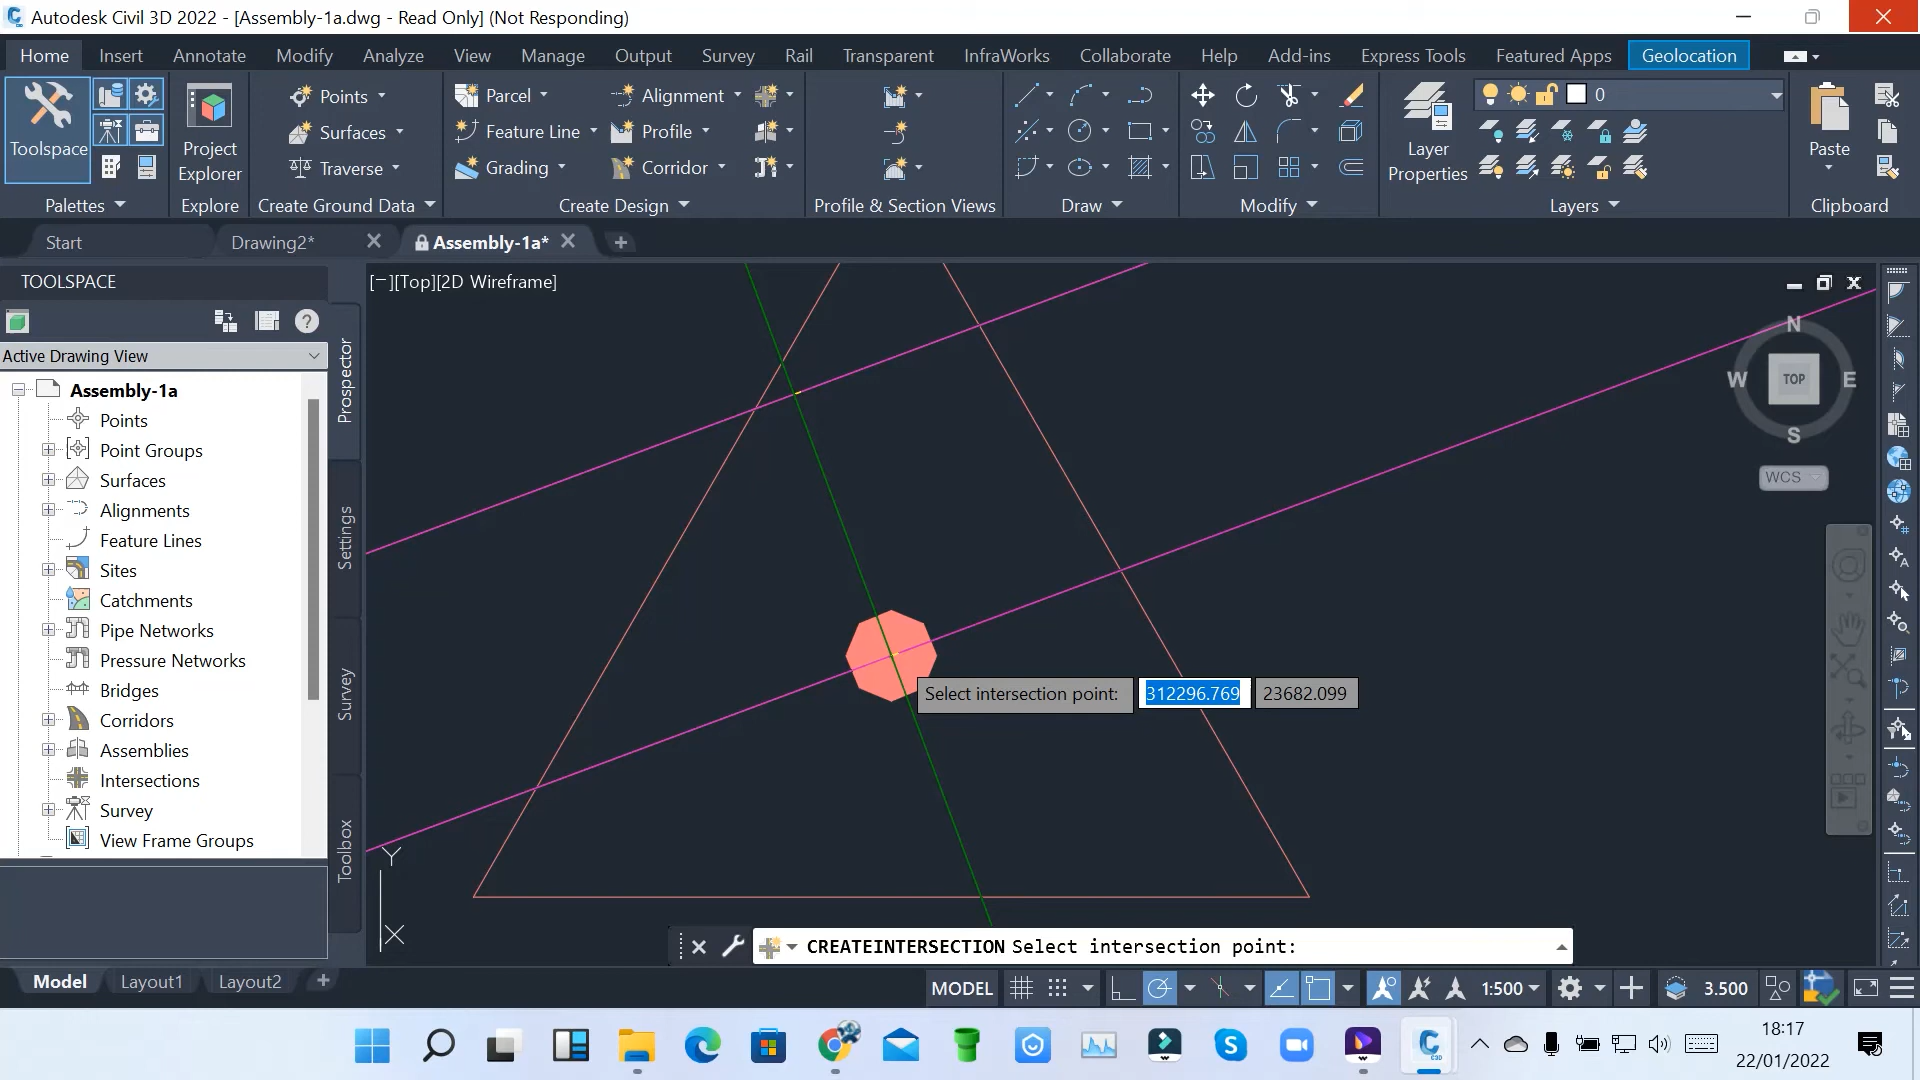 Autodesk Civil 3D 2022 - [Assembly-1a.dwg - Read Only] (Not Responding)
Home Insert Annotate Modify Analyze View Manage Output Survey Rail Transparent InfraWorks Collaborate Help Add-ins Express Tools Featured Apps Geolocation
Toolspace
Project
Explorer
Points
Surfaces
Traverse
Parcel
Feature Line
Grading
Alignment
Profile
Corridor
Layer
Properties
0
Paste
Palettes Explore Create Ground Data Create Design Profile & Section Views Draw Modify Layers Clipboard
Start Drawing2* Assembly-1a*
TOOLSPACE
Active Drawing View
Assembly-1a
Points
Point Groups
Surfaces
Alignments
Feature Lines
Sites
Catchments
Pipe Networks
Pressure Networks
Bridges
Corridors
Assemblies
Intersections
Survey
View Frame Groups
Prospector
Settings
Survey
Toolbox
[−][Top][2D Wireframe]
N
W TOP E
S
WCS
Select intersection point: 312296.769 23682.099
Y
X
CREATEINTERSECTION Select intersection point:
Model Layout1 Layout2 +
MODEL 1:500 3.500
18:17
22/01/2022